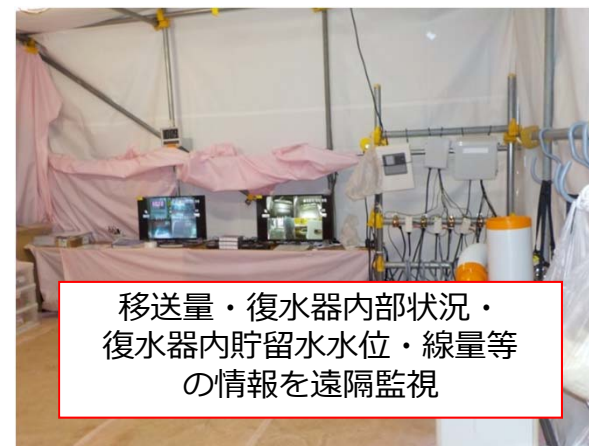 移送量・復水器内部状況・
復水器内貯留水水位・線量等
の情報を遠隔監視